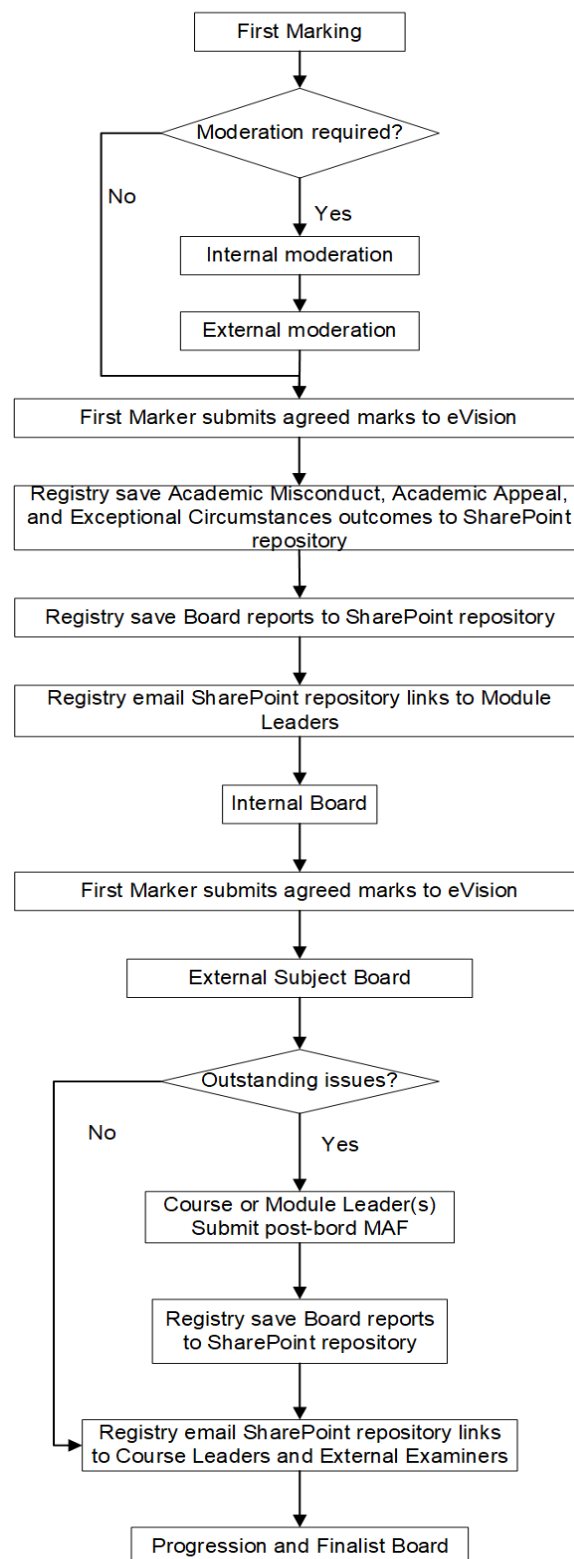 First Marking
Moderation required?
No
Yes
Internal moderation
External moderation
First Marker submits agreed marks to eVision
Registry save Academic Misconduct, Academic Appeal,
and Exceptional Circumstances outcomes to SharePoint
repository
Registry save Board reports to SharePoint repository
Registry email SharePoint repository links to Module
Leaders
Internal Board
First Marker submits agreed marks to eVision
External Subject Board
Outstanding issues?
No
Yes
Course or Module Leader(s)
Submit post-bord MAF
Registry save Board reports
to SharePoint repository
Registry email SharePoint repository links
to Course Leaders and External Examiners
Progression and Finalist Board